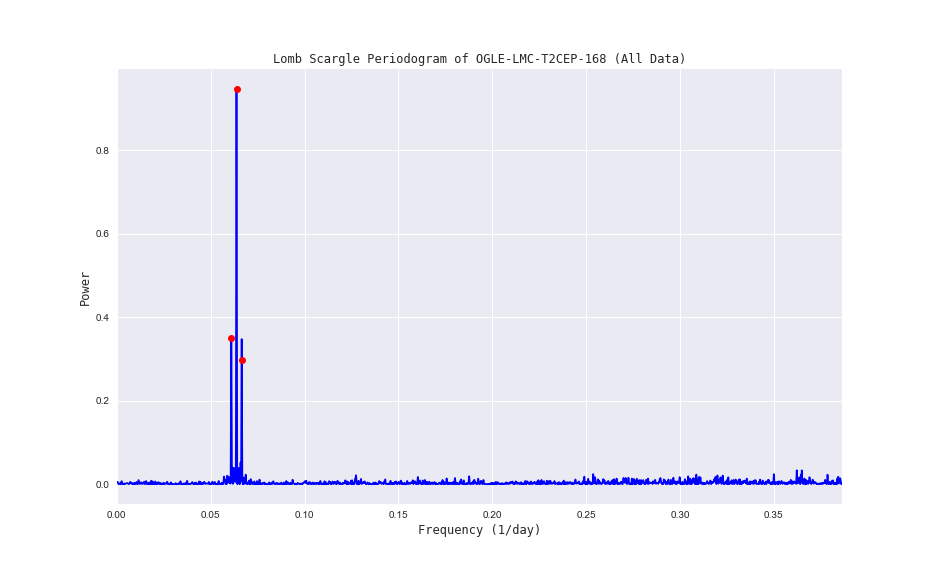 Lomb Scargle Periodogram of OGLE-LMC-T2CEP-168 (All Data)
Power
0.8
0.6
0.4
0.2
0.0
0.00 0.05 0.10 0.15 0.20 0.25 0.30 0.35
Frequency (1/day)